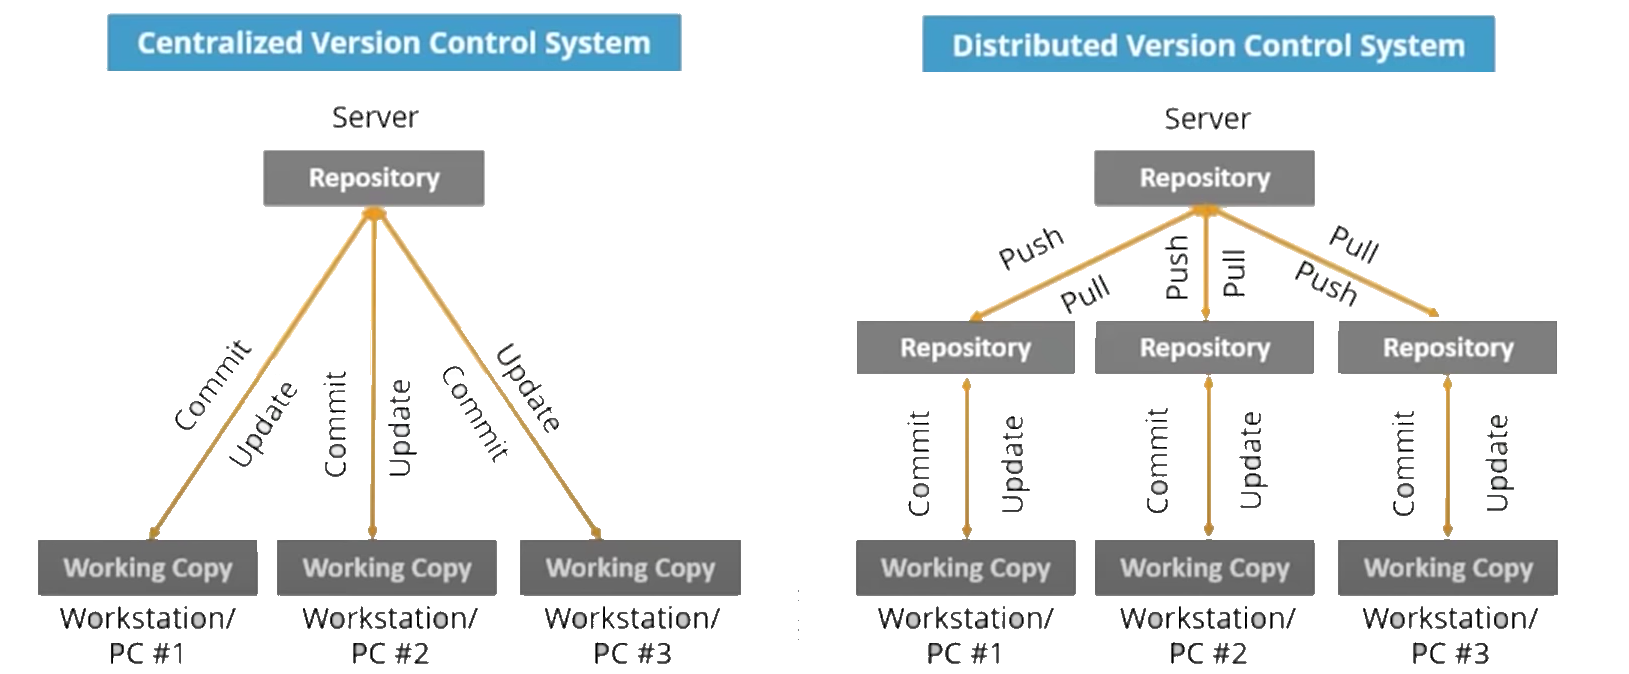 Centralized Version Control System
Server
Repository
Commit
Update
Commit
Update
Commit
Update
Working Copy
Working Copy
Working Copy
Workstation/
PC #1
Workstation/
PC #2
Workstation/
PC #3
Distributed Version Control System
Server
Repository
Push
Pull
Push
Pull
Pull
Push
Repository
Repository
Repository
Commit
Update
Commit
Update
Commit
Update
Working Copy
Working Copy
Working Copy
Workstation/
PC #1
Workstation/
PC #2
Workstation/
PC #3